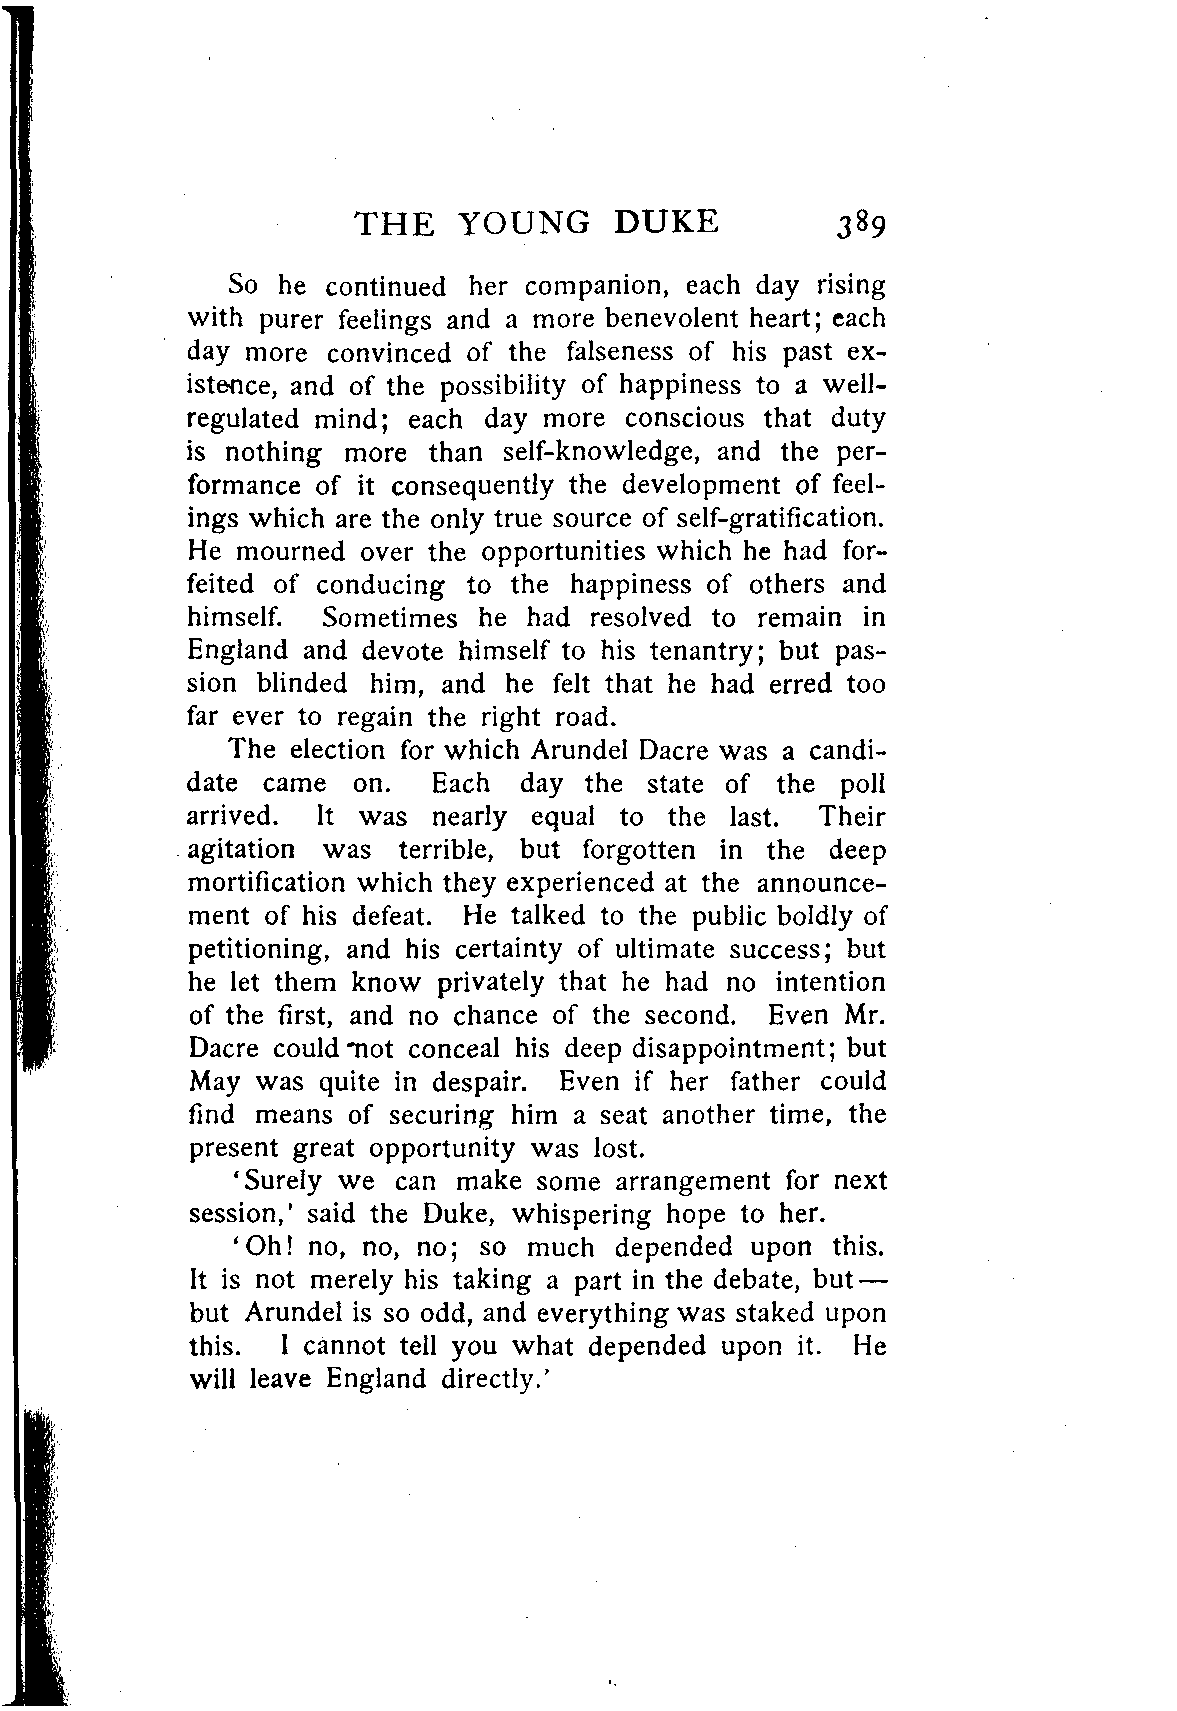 THE YOUNG DUKE 389
So he continued her companion, each day rising
with purer feelings and a more benevolent heart; each
day more convinced of the falseness of his past ex-
istence, and of the possibility of happiness to a well-
regulated mind; each day more conscious that duty
is nothing more than self-knowledge, and the per-
formance of it consequently the development of feel-
ings which are the only true source of self-gratification.
He mourned over the opportunities which he had for-
feited of conducing to the happiness of others and
himself. Sometimes he had resolved to remain in
England and devote himself to his tenantry; but pas-
sion blinded him, and he felt that he had erred too
far ever to regain the right road.
The election for which Arundel Dacre was a candi-
date came on. Each day the state of the poll
arrived. It was nearly equal to the last. Their
agitation was terrible, but forgotten in the deep
mortification which they experienced at the announce-
ment of his defeat. He talked to the public boldly of
petitioning, and his certainty of ultimate success; but
he let them know privately that he had no intention
of the first, and no chance of the second. Even Mr.
Dacre could not conceal his deep disappointment; but
May was quite in despair. Even if her father could
find means of securing him a seat another time, the
present great opportunity was lost.
'Surely we can make some arrangement for next
session,' said the Duke, whispering hope to her.
'Oh! no, no, no; so much depended upon this.
It is not merely his taking a part in the debate, but—
but Arundel is so odd, and everything was staked upon
this. I cannot tell you what depended upon it. He
will leave England directly.'